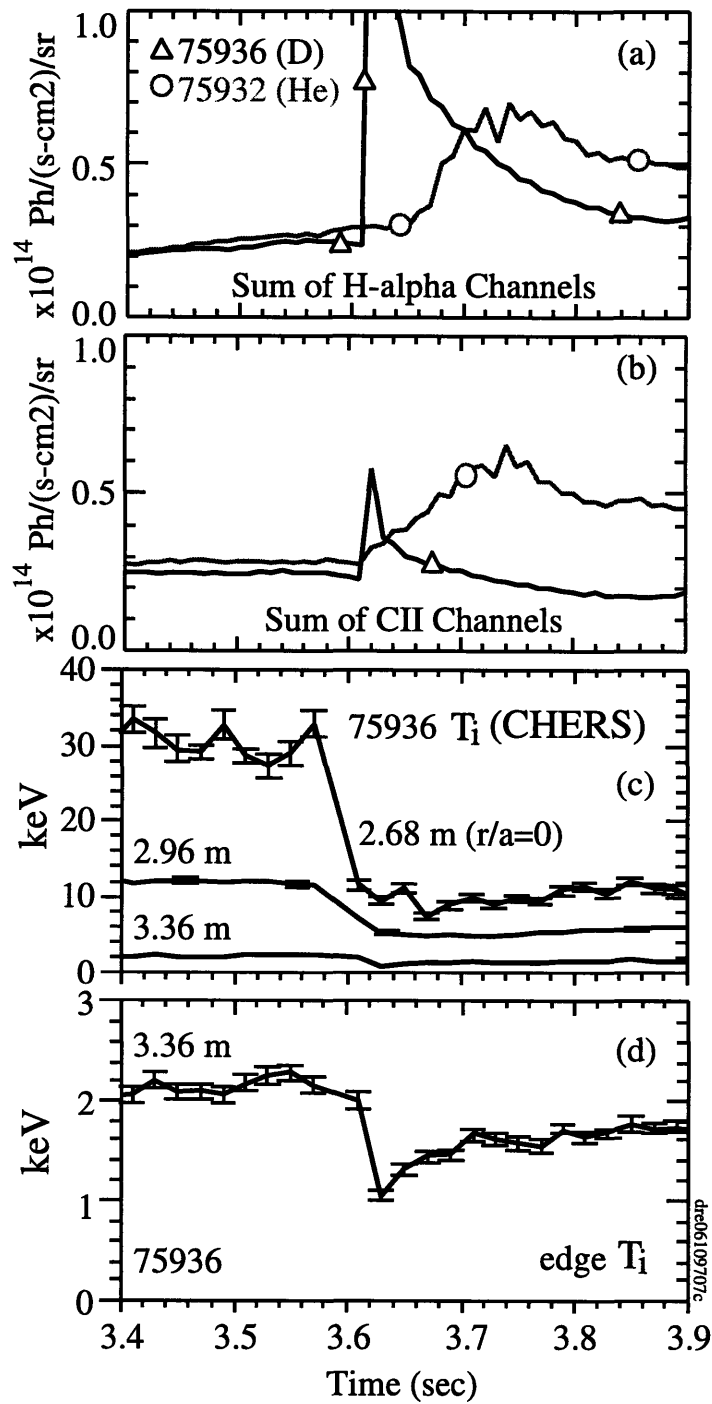 1.0
△ 75936 (D)
(a)
○ 75932 (He)
0.5
x10^14 Ph/(s-cm2)/sr
Sum of H-alpha Channels
0.0
1.0
(b)
0.5
x10^14 Ph/(s-cm2)/sr
Sum of CII Channels
0.0
40
75936 Ti (CHERS)
30
(c)
keV
20
2.68 m (r/a=0)
2.96 m
10
3.36 m
0
3
3.36 m
(d)
2
keV
1
75936
edge Ti
0
dre06109707c
3.4 3.5 3.6 3.7 3.8 3.9
Time (sec)